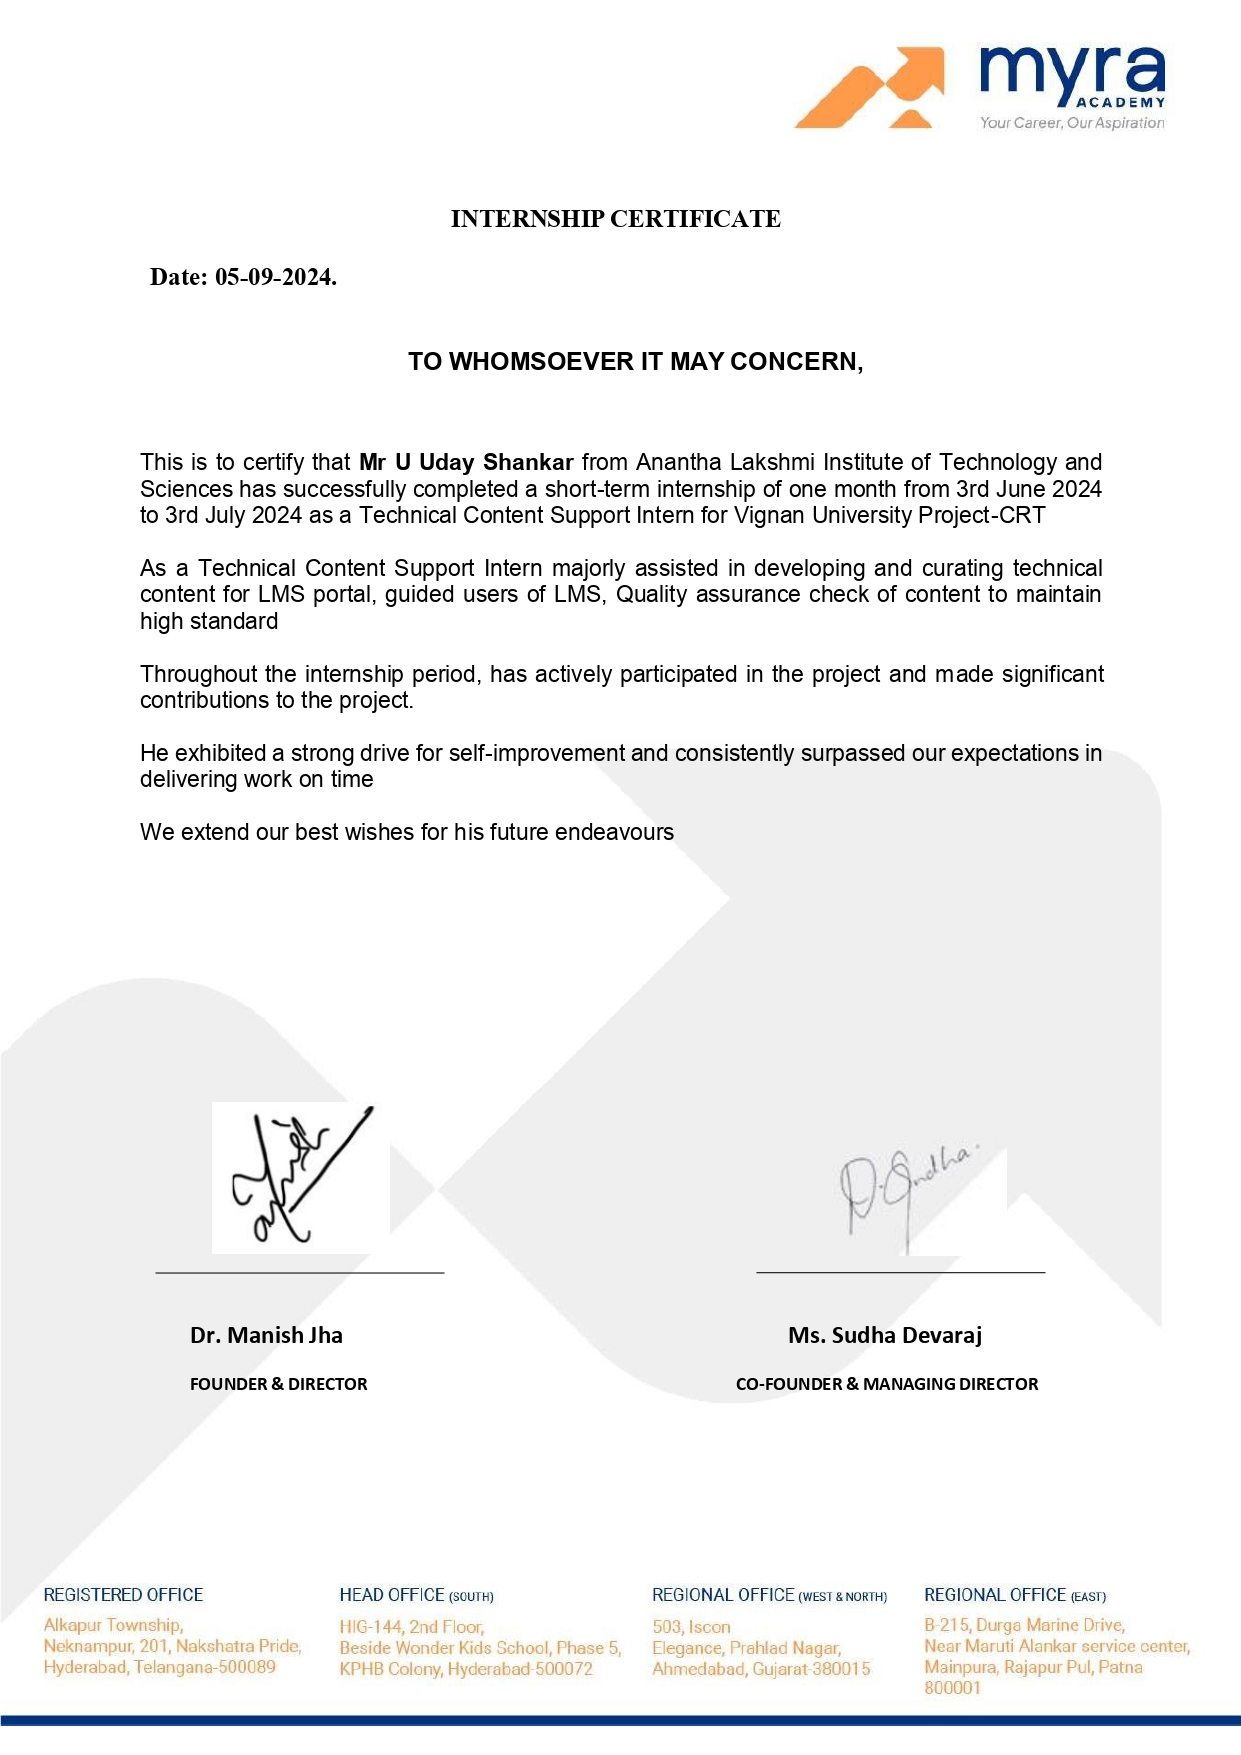 myra
ACADEMY
Your Career, Our Aspiration
INTERNSHIP CERTIFICATE
Date: 05-09-2024.
TO WHOMSOEVER IT MAY CONCERN,
This is to certify that Mr U Uday Shankar from Anantha Lakshmi Institute of Technology and
Sciences has successfully completed a short-term internship of one month from 3rd June 2024
to 3rd July 2024 as a Technical Content Support Intern for Vignan University Project-CRT
As a Technical Content Support Intern majorly assisted in developing and curating technical
content for LMS portal, guided users of LMS, Quality assurance check of content to maintain
high standard
Throughout the internship period, has actively participated in the project and made significant
contributions to the project.
He exhibited a strong drive for self-improvement and consistently surpassed our expectations in
delivering work on time
We extend our best wishes for his future endeavours
D. Sudha.
Dr. Manish Jha
Ms. Sudha Devaraj
FOUNDER & DIRECTOR
CO-FOUNDER & MANAGING DIRECTOR
REGISTERED OFFICE
Alkapur Township,
Neknampur, 201, Nakshatra Pride,
Hyderabad, Telangana-500089
HEAD OFFICE (SOUTH)
HIG-144, 2nd Floor,
Beside Wonder Kids School, Phase 5,
KPHB Colony, Hyderabad-500072
REGIONAL OFFICE (WEST & NORTH)
503, Iscon
Elegance, Prahlad Nagar,
Ahmedabad, Gujarat-380015
REGIONAL OFFICE (EAST)
B-215, Durga Marine Drive,
Near Maruti Alankar service center,
Mainpura, Rajapur Pul, Patna
800001